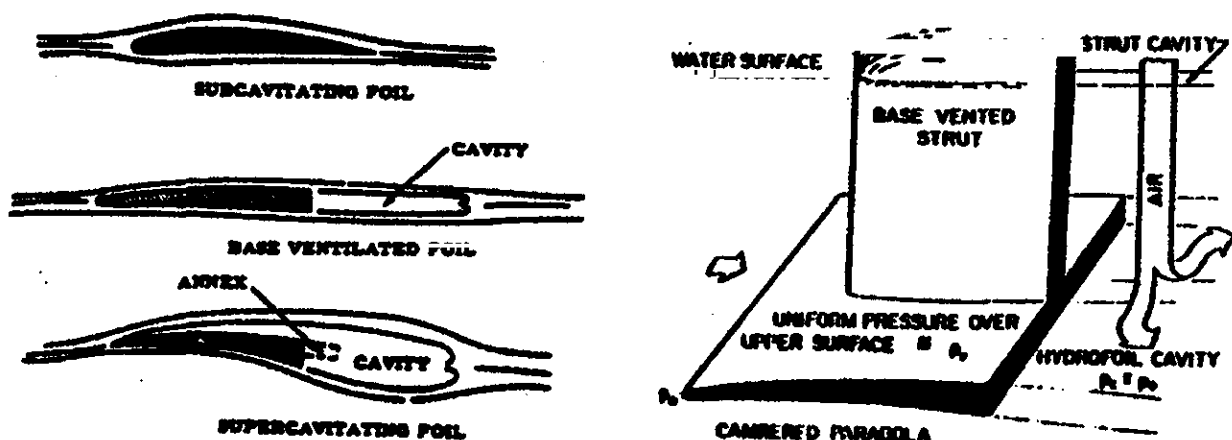 SUBCAVITATING FOIL
CAVITY
BASE VENTILATED FOIL
ANNEX
CAVITY
SUPERCAVITATING FOIL
WATER SURFACE
STRUT CAVITY
BASE VENTED
STRUT
AIR
UNIFORM PRESSURE OVER
UPPER SURFACE
HYDROFOIL CAVITY
CAMBERED PARABOLA